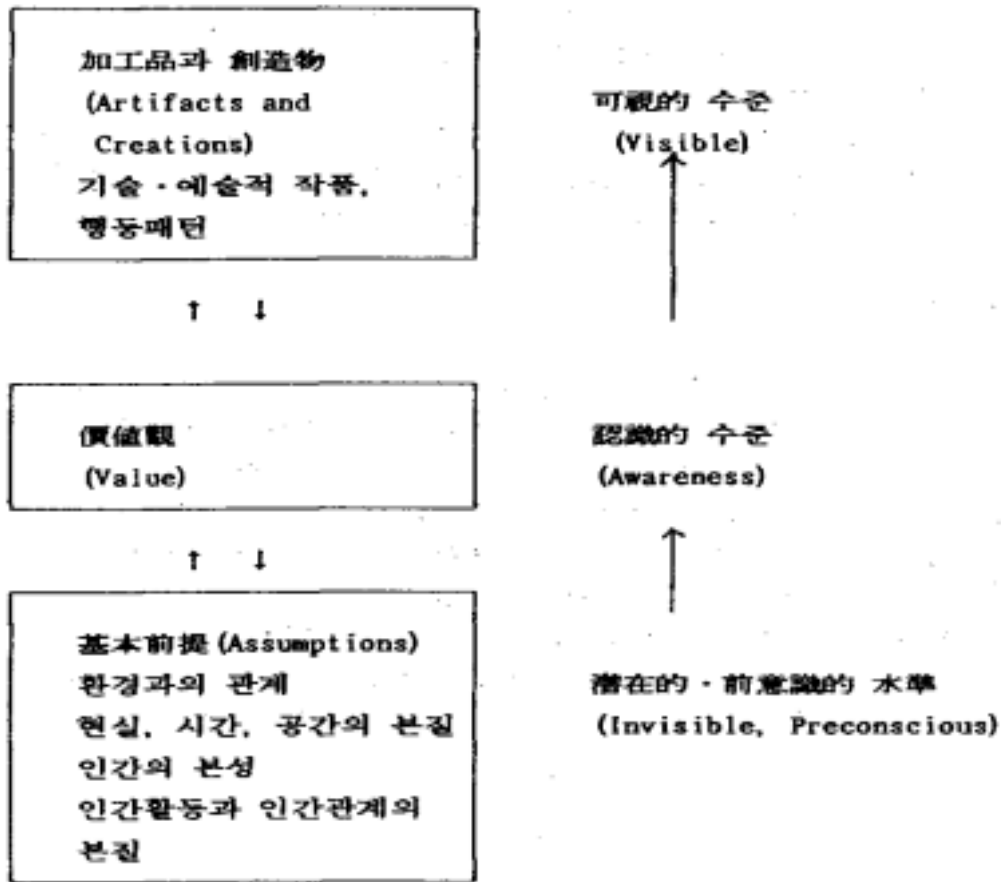 加工品과 創造物
(Artifacts and
Creations)
기술·예술적 작품,
행동패턴
可視的 수준
(Visible)
↑ ↓
價値觀
(Value)
認識的 수준
(Awareness)
↑ ↓
基本前提(Assumptions)
환경과의 관계
현실, 시간, 공간의 본질
인간의 본성
인간활동과 인간관계의
본질
潛在的·前意識的 水準
(Invisible, Preconscious)